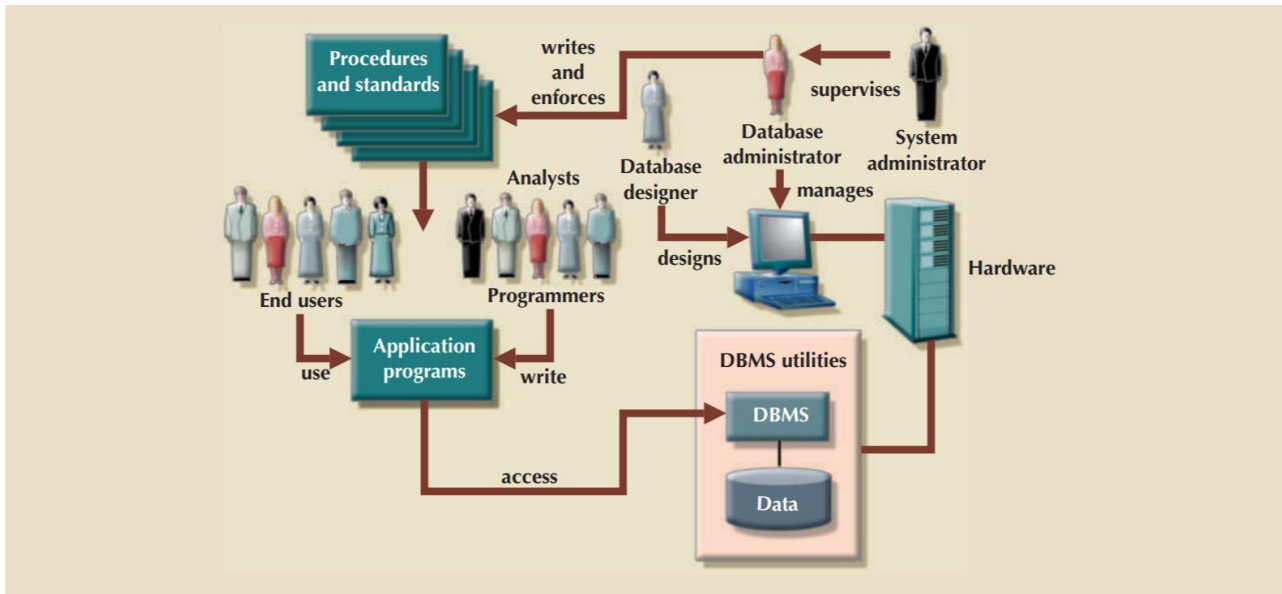 Procedures
and standards
writes
and
enforces
supervises
System
administrator
Database
administrator
Database
designer
manages
Analysts
designs
Hardware
End users
Programmers
Application
programs
use
write
DBMS utilities
DBMS
access
Data